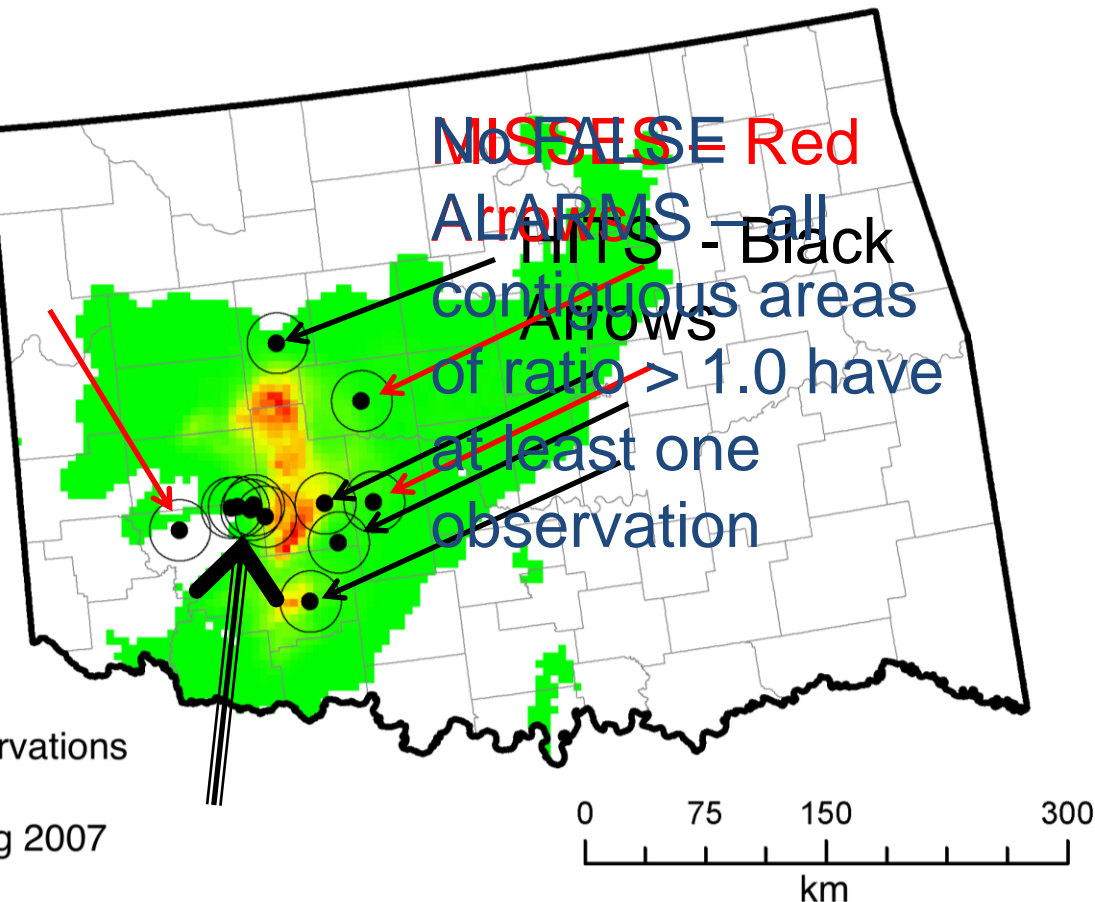 MISSES – Red
Arrows
HITS - Black
Arrows
No FALSE
ALARMS – all
contiguous areas
of ratio > 1.0 have
at least one
observation
rvations
g 2007
0 75 150 300
km